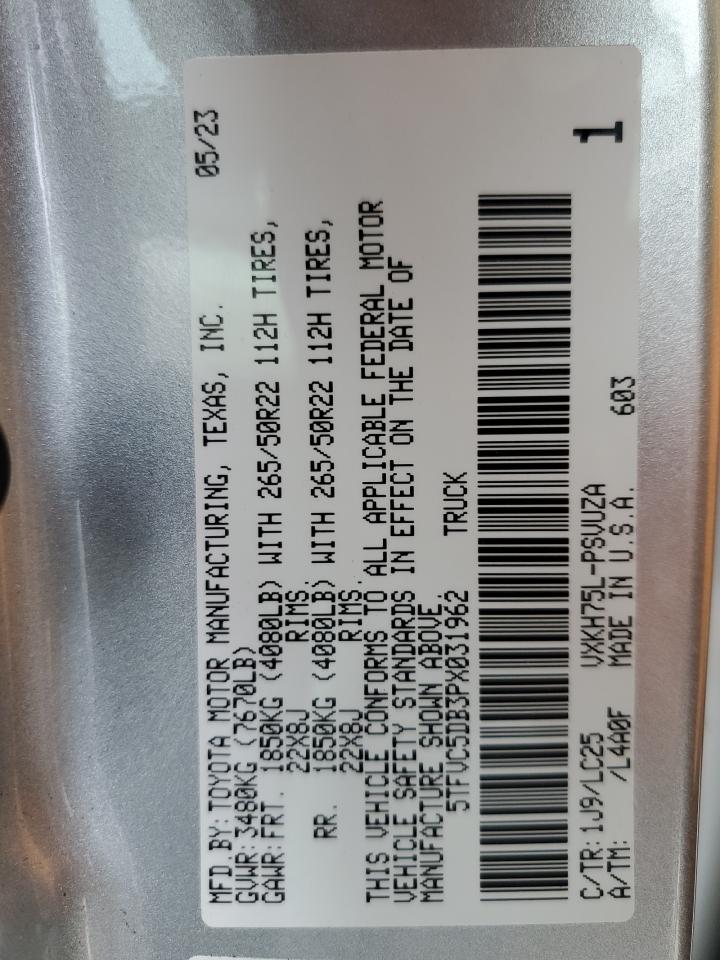 MFD.BY:TOYOTA MOTOR MANUFACTURING, TEXAS, INC. 05/23
GVWR:3480KG (7670LB)
GAWR:FRT. 1850KG (4080LB) WITH 265/50R22 112H TIRES,
22X8J RIMS.
RR. 1850KG (4080LB) WITH 265/50R22 112H TIRES,
22X8J RIMS.
THIS VEHICLE CONFORMS TO ALL APPLICABLE FEDERAL MOTOR
VEHICLE SAFETY STANDARDS IN EFFECT ON THE DATE OF
MANUFACTURE SHOWN ABOVE.
5TFVC5DB3PX031962 TRUCK
C/TR:1J9/LC25 VXKH75L-PSVUZA 1
A/TM: /L4A0F MADE IN U.S.A. 603